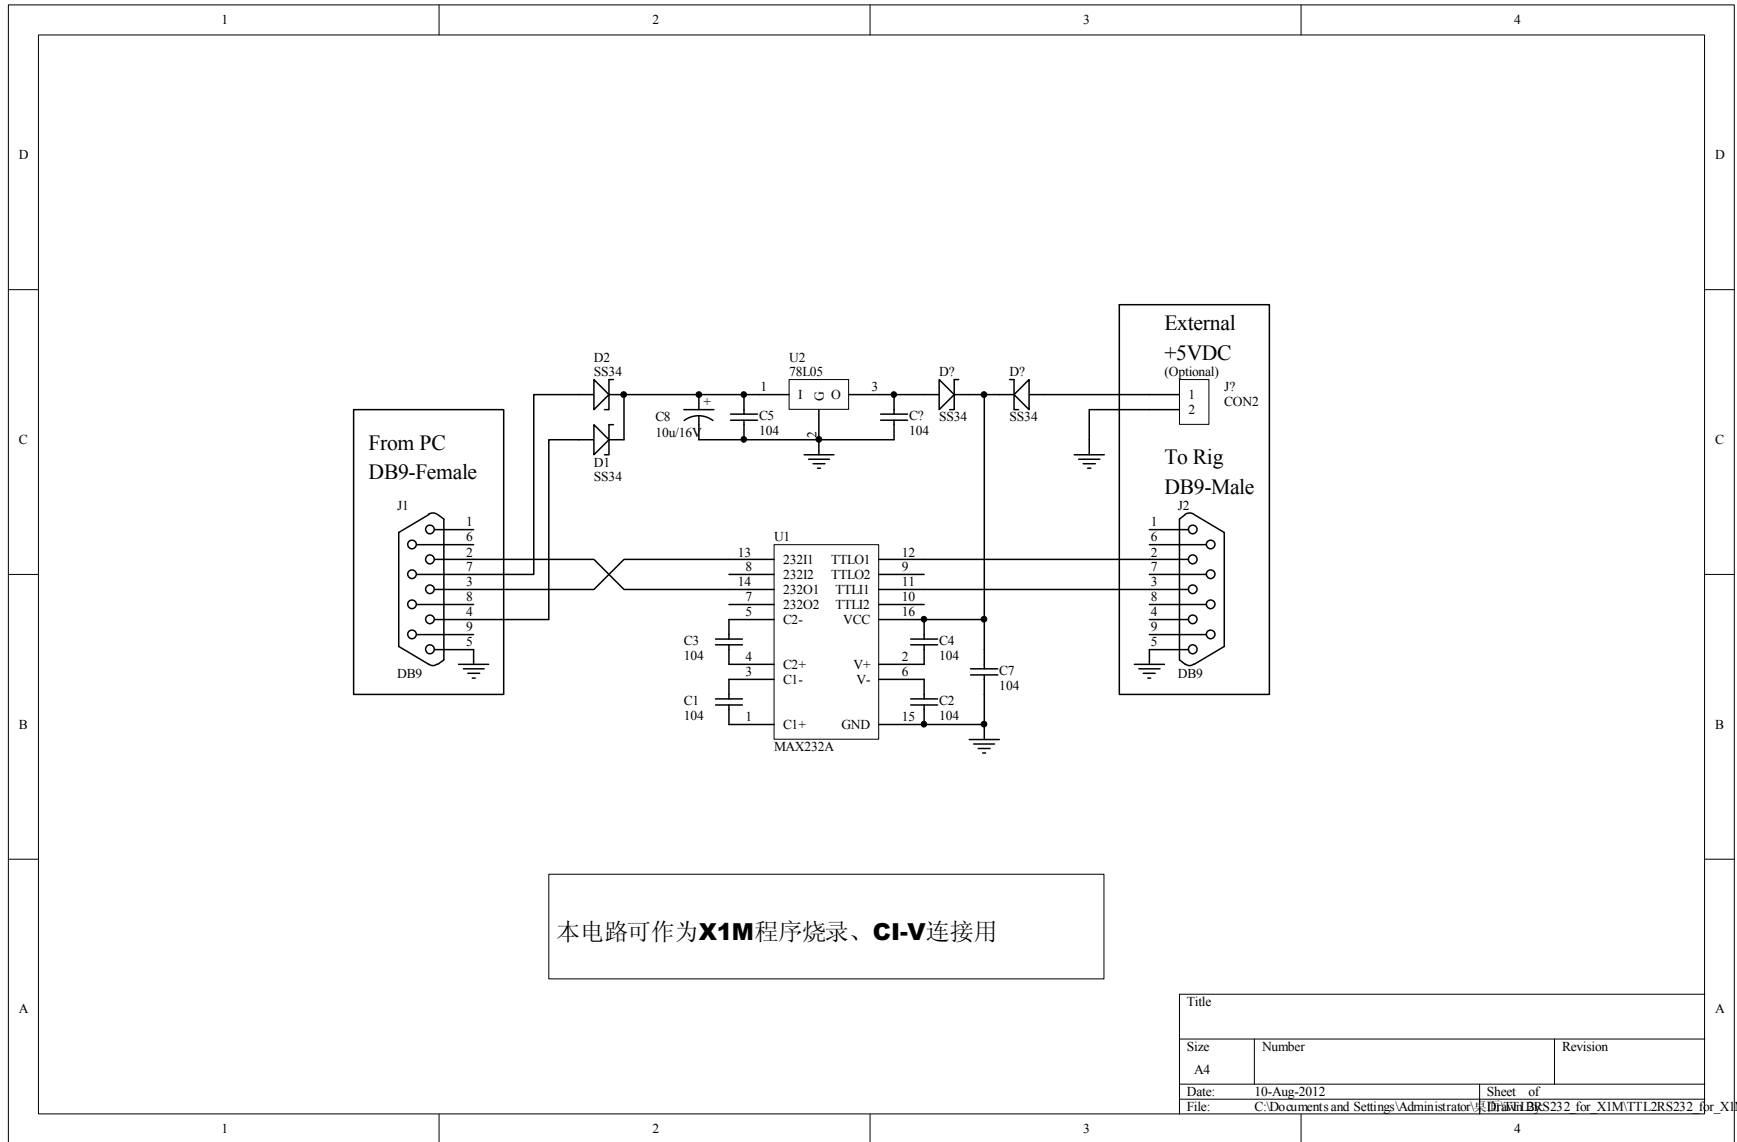 1 2 3 4
D D
C C
B B
A A
External
+5VDC
(Optional)
1
2
J?
CON2
D2
SS34
D1
SS34
C8
10u/16V
+
C5
104
1
U2
78L05
I G O
2
3
C?
104
D?
SS34
D?
SS34
From PC
DB9-Female
J1
1
6
2
7
3
8
4
9
5
DB9
To Rig
DB9-Male
J2
1
6
2
7
3
8
4
9
5
DB9
U1
13 232I1 TTLO1 12
8 232I2 TTLO2 9
14 232O1 TTLI1 11
7 232O2 TTLI2 10
5 C2- VCC 16
4 C2+ V+ 2
3 C1- V- 6
1 C1+ GND 15
MAX232A
C3
104
C1
104
C4
104
C2
104
C7
104
本电路可作为X1M程序烧录、CI-V连接用
Title
Size Number Revision
A4
Date: 10-Aug-2012 Sheet of
File: C:\Documents and Settings\Administrator\
1 2 3 4